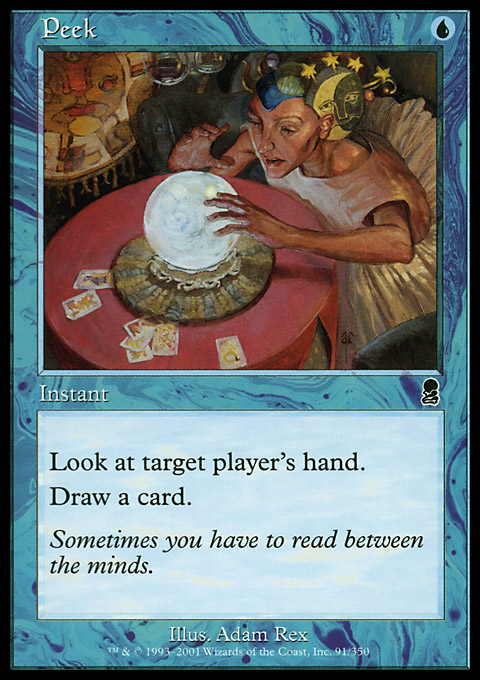 Peek
Instant
Look at target player's hand.
Draw a card.
Sometimes you have to read between
the minds.
Illus. Adam Rex
™ & © 1993-2001 Wizards of the Coast, Inc. 91/350